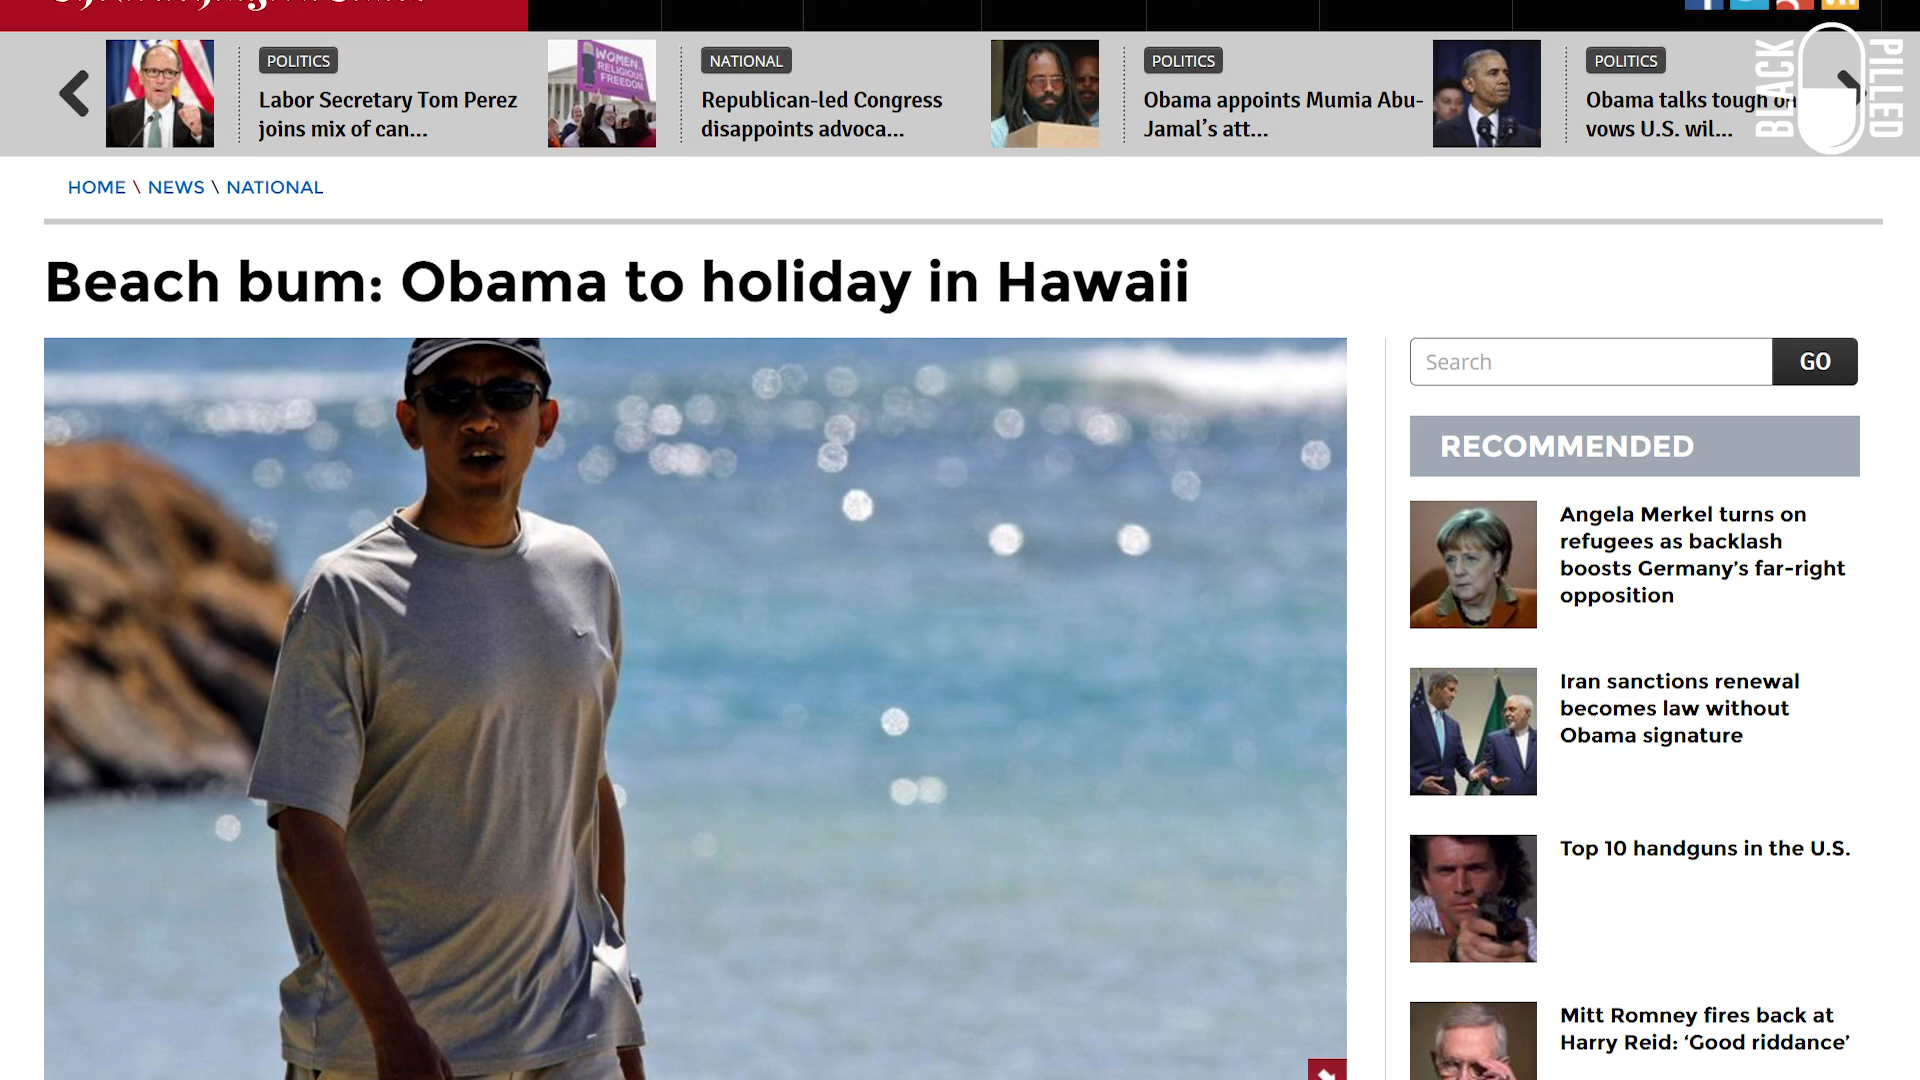 POLITICS
Labor Secretary Tom Perez
joins mix of can...
WOMEN
RELIGIOUS
FREEDOM
NATIONAL
Republican-led Congress
disappoints advoca...
POLITICS
Obama appoints Mumia Abu-
Jamal’s att...
POLITICS
Obama talks tough on
vows U.S. wil...
BLACK
PILLED
HOME \ NEWS \ NATIONAL
Beach bum: Obama to holiday in Hawaii
Search
GO
RECOMMENDED
Angela Merkel turns on
refugees as backlash
boosts Germany’s far-right
opposition
Iran sanctions renewal
becomes law without
Obama signature
Top 10 handguns in the U.S.
Mitt Romney fires back at
Harry Reid: ‘Good riddance’